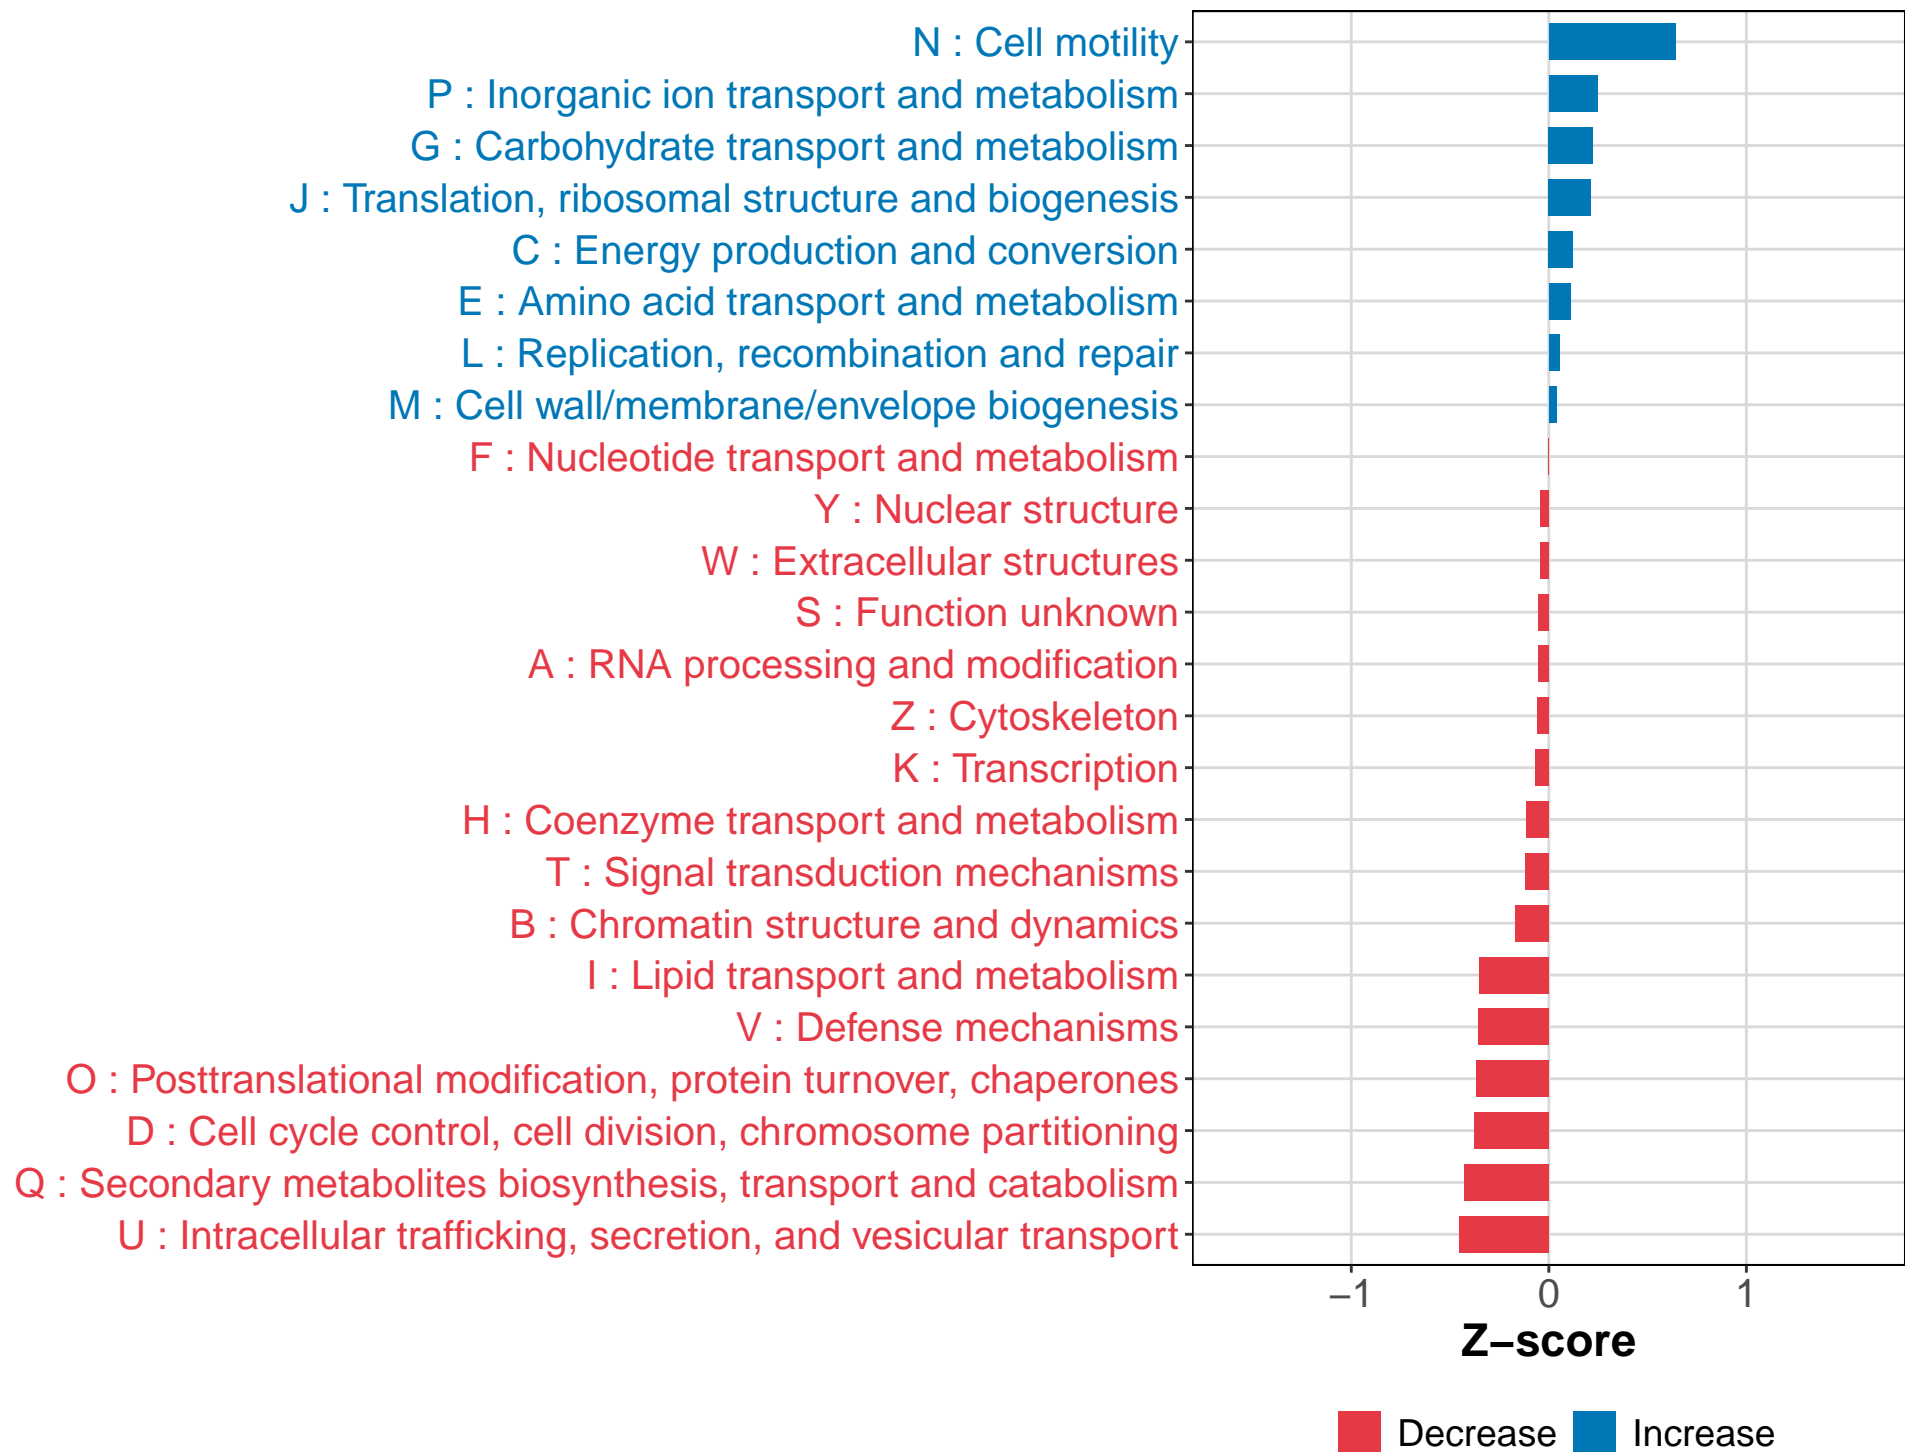 N : Cell motility
P : Inorganic ion transport and metabolism
G : Carbohydrate transport and metabolism
J : Translation, ribosomal structure and biogenesis
C : Energy production and conversion
E : Amino acid transport and metabolism
L : Replication, recombination and repair
M : Cell wall/membrane/envelope biogenesis
F : Nucleotide transport and metabolism
Y : Nuclear structure
W : Extracellular structures
S : Function unknown
A : RNA processing and modification
Z : Cytoskeleton
K : Transcription
H : Coenzyme transport and metabolism
T : Signal transduction mechanisms
B : Chromatin structure and dynamics
I : Lipid transport and metabolism
V : Defense mechanisms
O : Posttranslational modification, protein turnover, chaperones
D : Cell cycle control, cell division, chromosome partitioning
Q : Secondary metabolites biosynthesis, transport and catabolism
U : Intracellular trafficking, secretion, and vesicular transport
−1 0 1
Z−score
Decrease Increase